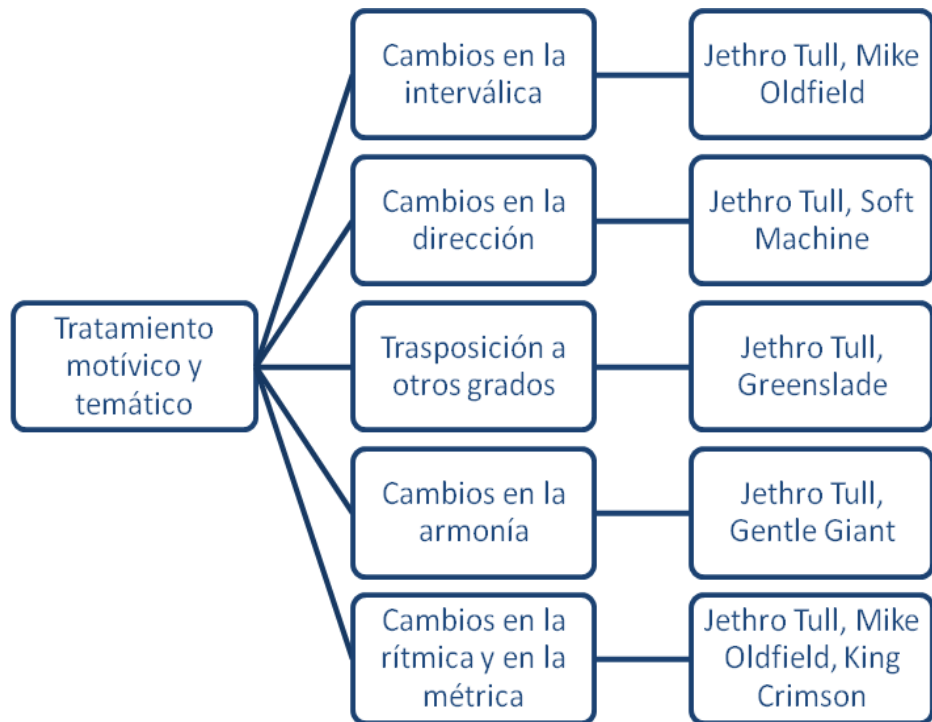 Tratamiento
motívico y
temático
Cambios en la
interválica
Jethro Tull, Mike
Oldfield
Cambios en la
dirección
Jethro Tull, Soft
Machine
Trasposición a
otros grados
Jethro Tull,
Greenslade
Cambios en la
armonía
Jethro Tull,
Gentle Giant
Cambios en la
rítmica y en la
métrica
Jethro Tull, Mike
Oldfield, King
Crimson